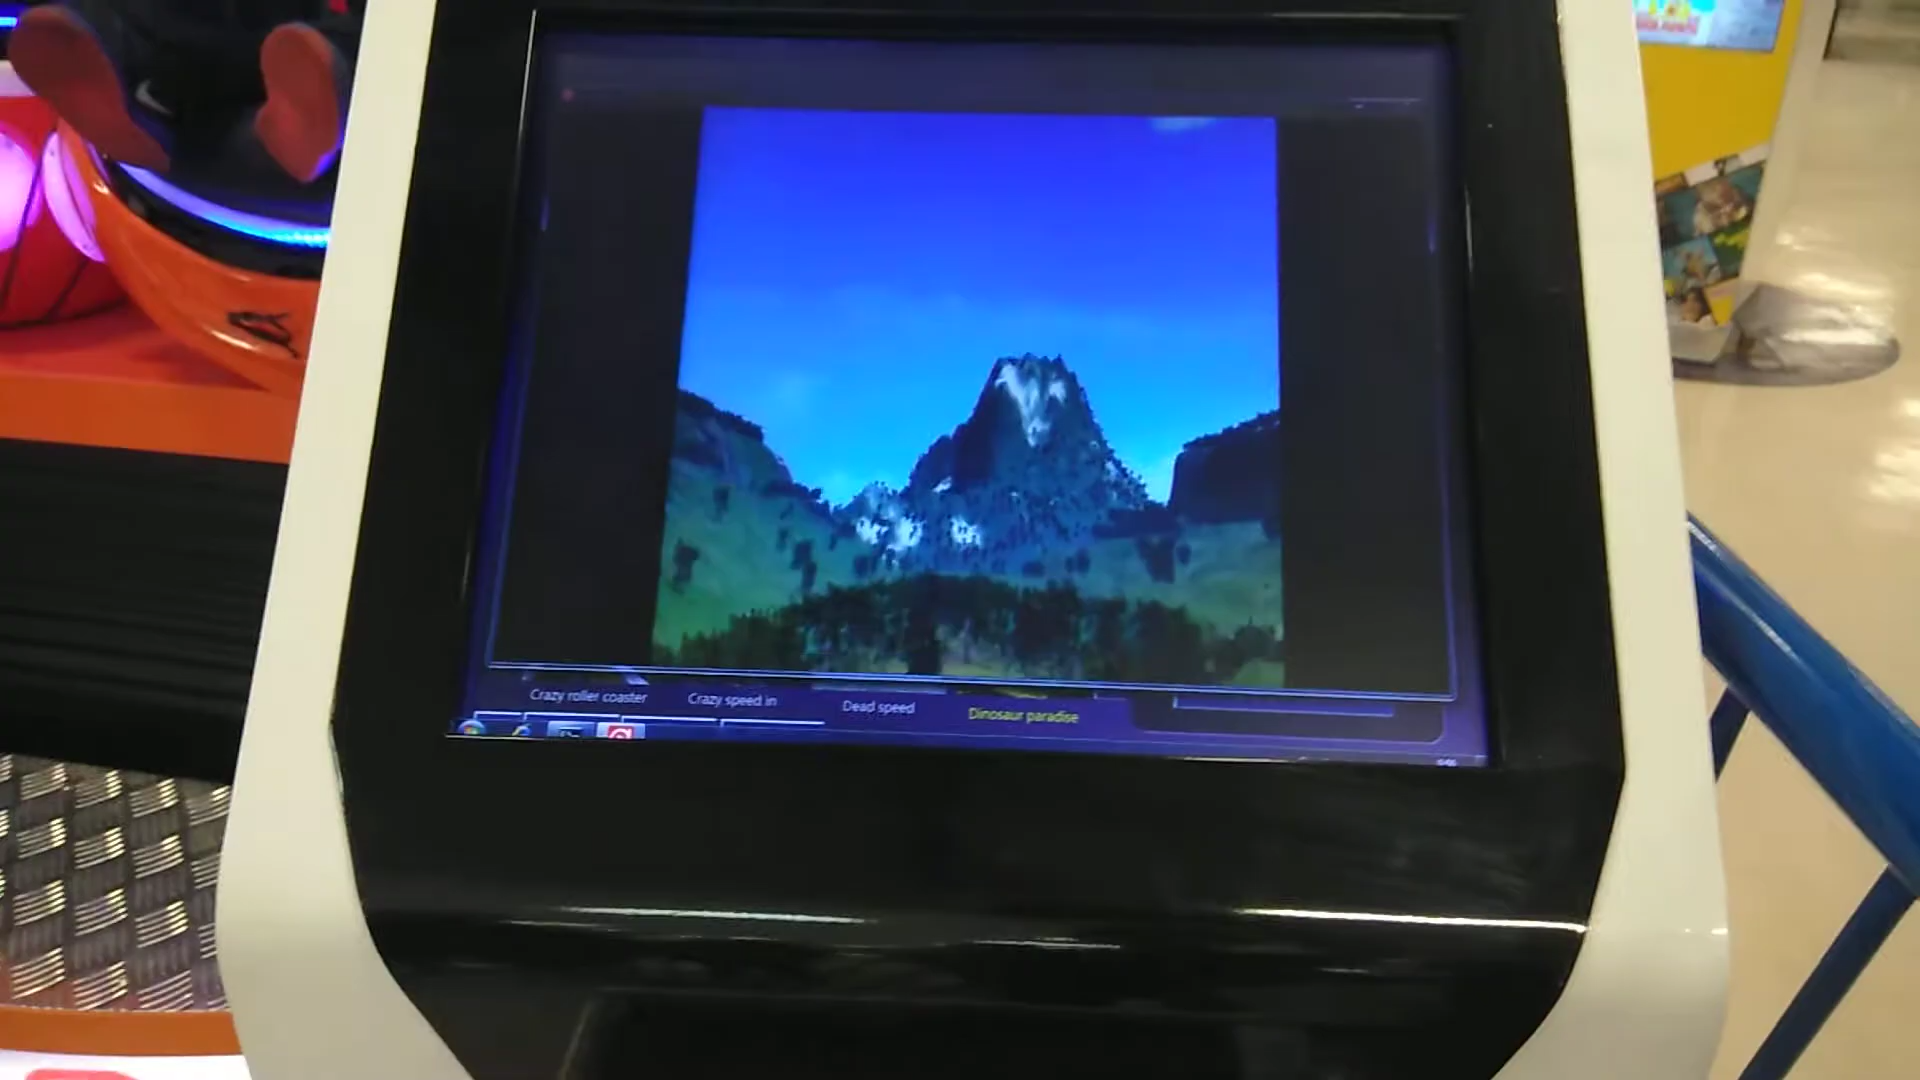 Crazy roller coaster
Crazy speed in
Dead speed
Dinosaur paradise